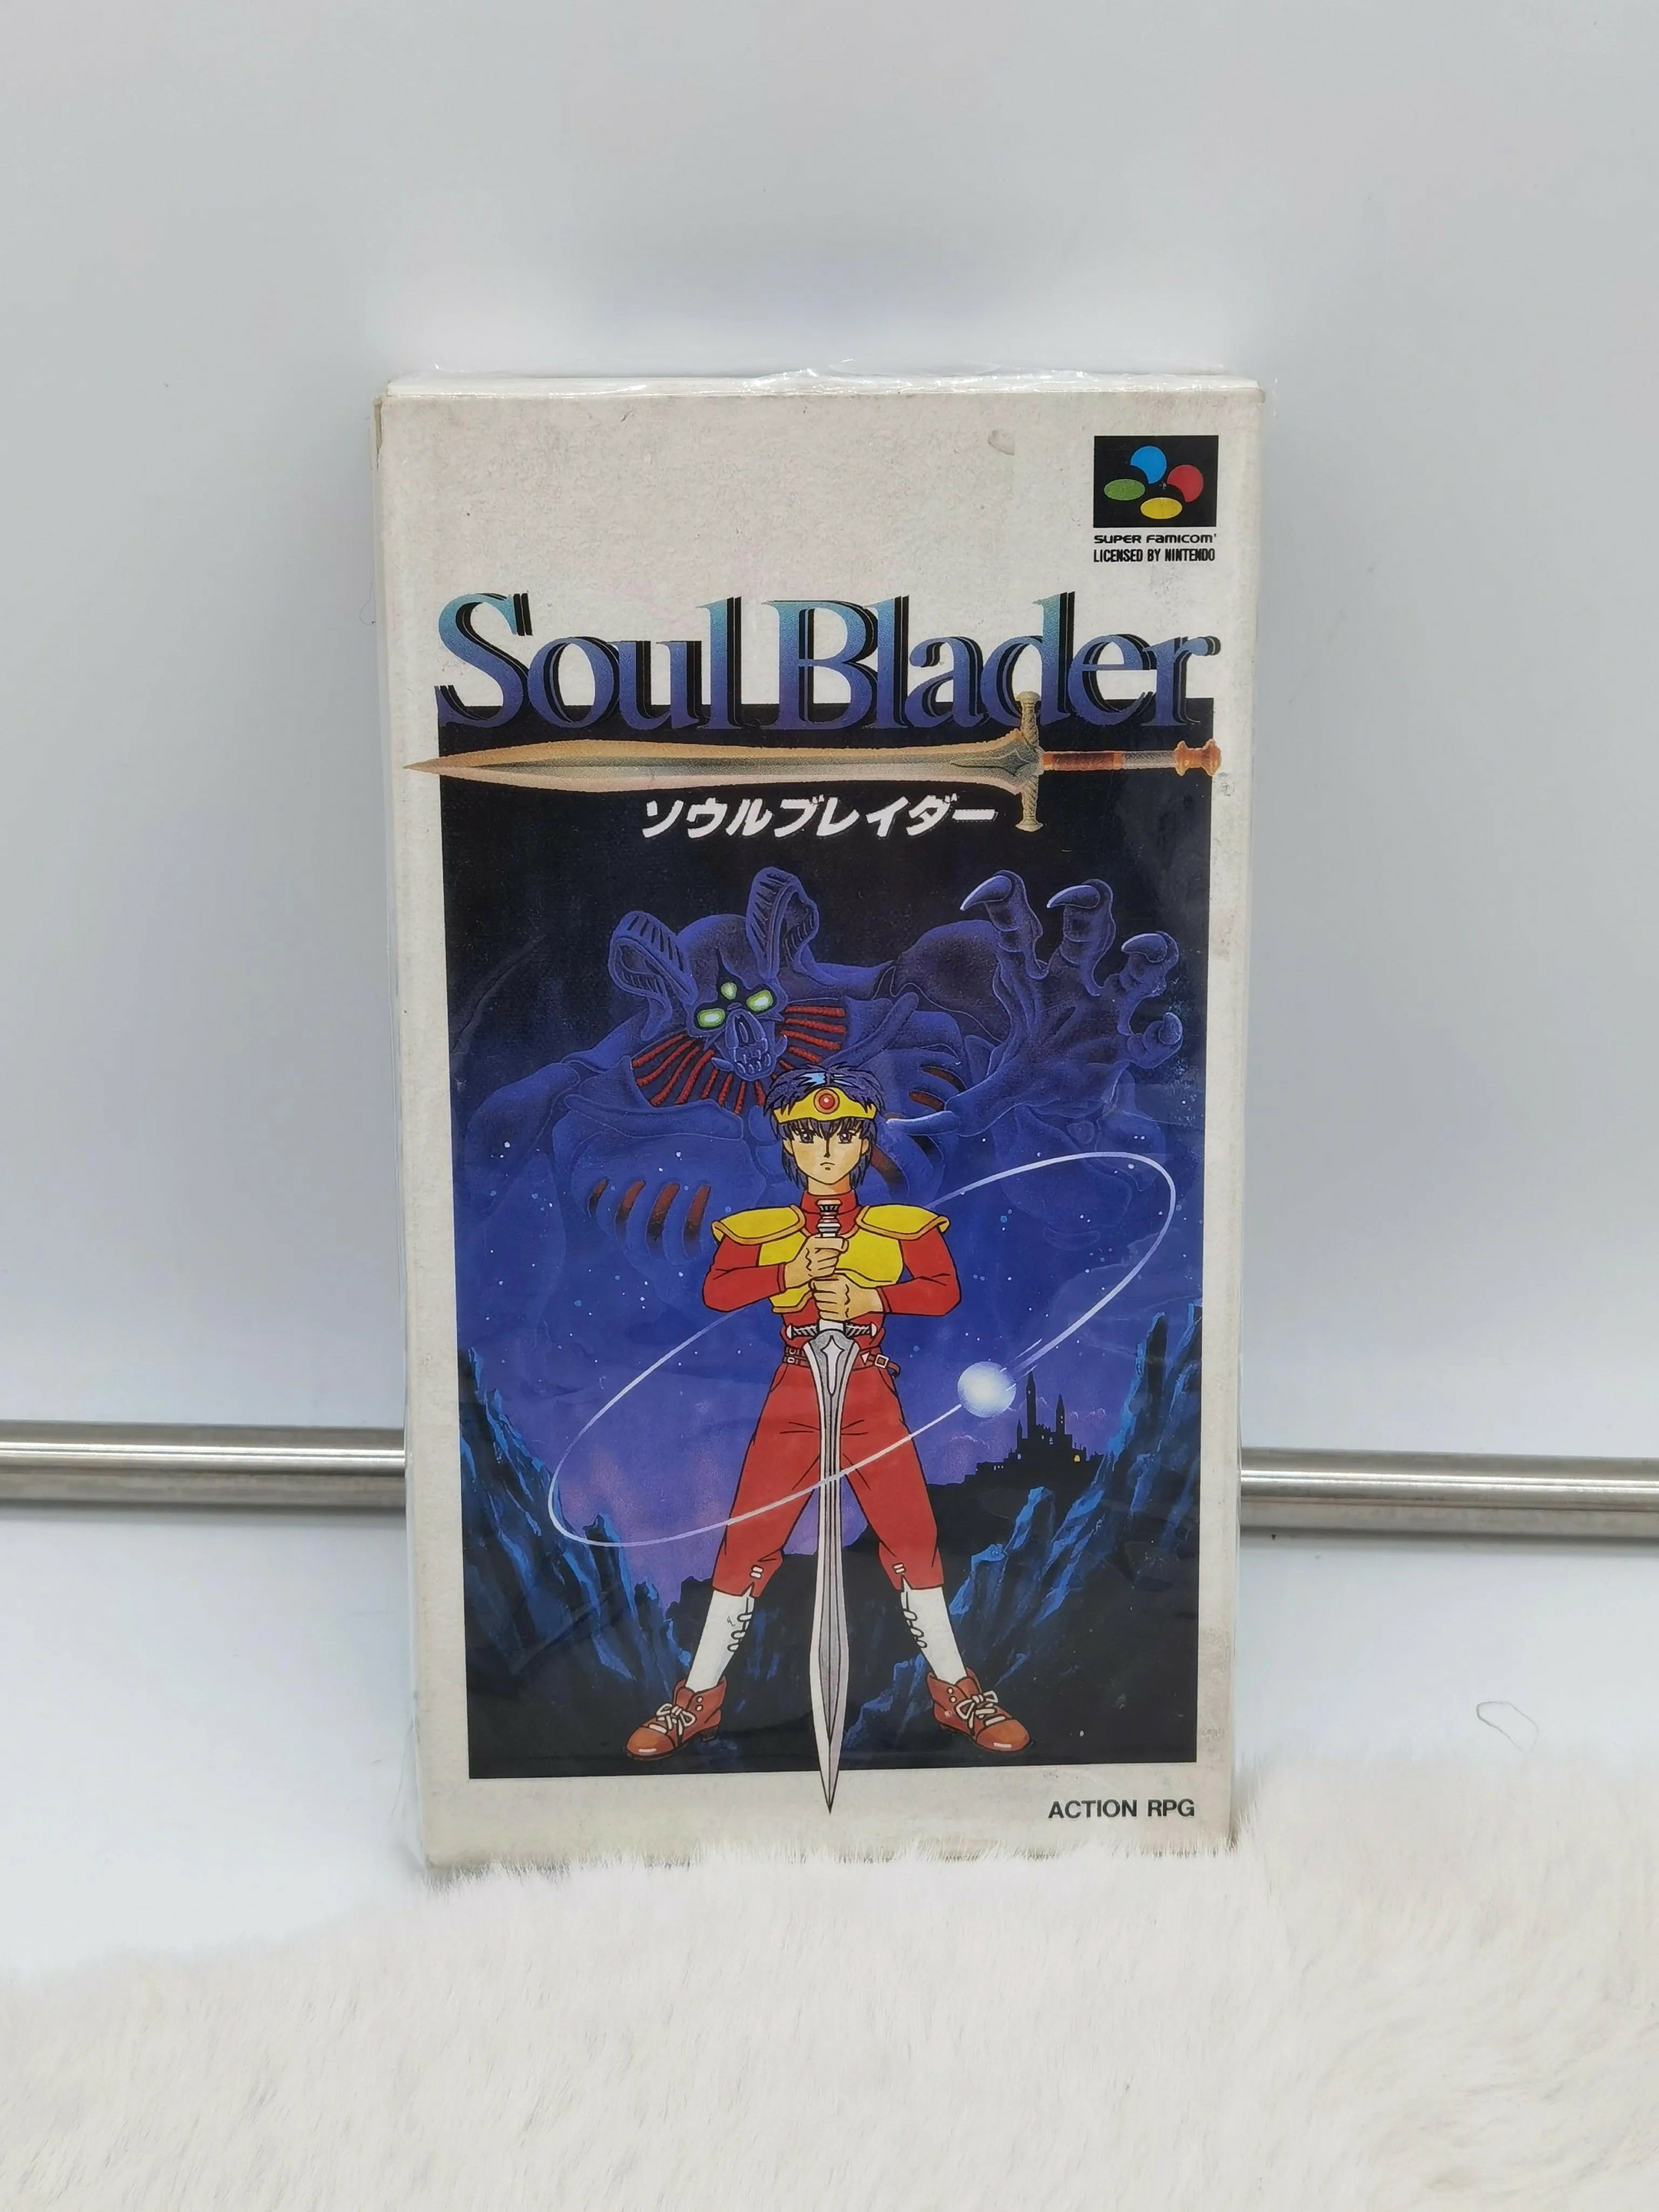 SUPER FAMICOM
LICENSED BY NINTENDO
Soul Blader
ソウルブレイダー
ACTION RPG